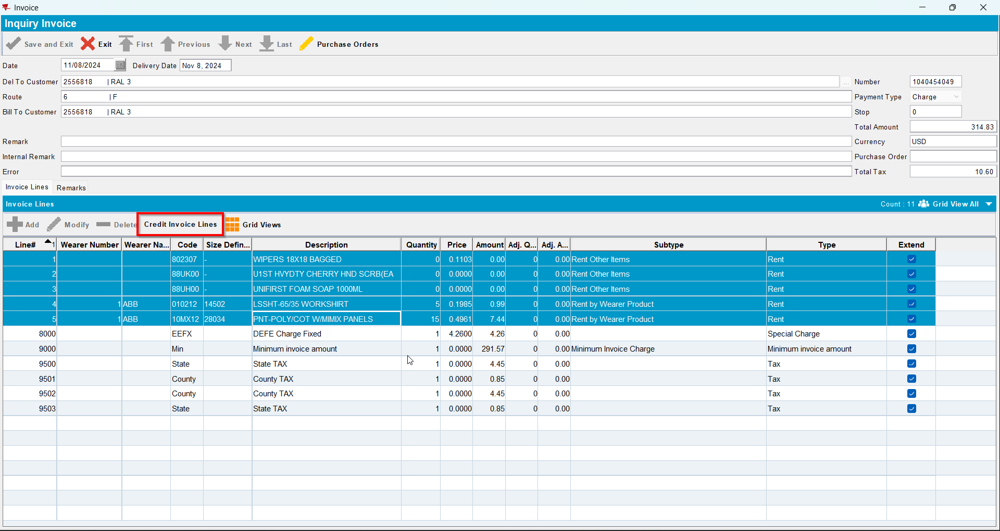 Invoice
Inquiry Invoice
Save and Exit Exit First Previous Next Last Purchase Orders
Date 11/08/2024 Delivery Date Nov 8, 2024
Del To Customer 2556818 | RAL 3 ... Number 1040454049
Route 6 | F Payment Type Charge
Bill To Customer 2556818 | RAL 3 Stop 0
Total Amount 314.83
Remark Currency USD
Internal Remark Purchase Order
Error Total Tax 10.60
Invoice Lines Remarks
Invoice Lines Count : 11 Grid View All
Add Modify Delete Credit Invoice Lines Grid Views
Line# 1 Wearer Number Wearer Na... Code Size Defin... Description Quantity Price Amount Adj. Q... Adj. A... Subtype Type Extend
1 802307 - WIPERS 18X18 BAGGED 0 0.1103 0.00 0 0.00 Rent Other Items Rent
2 88UK00 - U1ST HVYDTY CHERRY HND SCRB(EA 0 0.0000 0.00 0 0.00 Rent Other Items Rent
3 88UH00 - UNIFIRST FOAM SOAP 1000ML 0 0.0000 0.00 0 0.00 Rent Other Items Rent
4 1 ABB 010212 14502 LSSHT-65/35 WORKSHIRT 5 0.1985 0.99 0 0.00 Rent by Wearer Product Rent
5 1 ABB 10MX12 28034 PNT-POLY/COT W/MIMIX PANELS 15 0.4961 7.44 0 0.00 Rent by Wearer Product Rent
8000 EEFX DEFE Charge Fixed 1 4.2600 4.26 0 0.00 Special Charge
9000 Min Minimum invoice amount 1 0.0000 291.57 0 0.00 Minimum Invoice Charge Minimum invoice amount
9500 State State TAX 1 0.0000 4.45 0 0.00 Tax
9501 County County TAX 1 0.0000 0.85 0 0.00 Tax
9502 County County TAX 1 0.0000 4.45 0 0.00 Tax
9503 State State TAX 1 0.0000 0.85 0 0.00 Tax